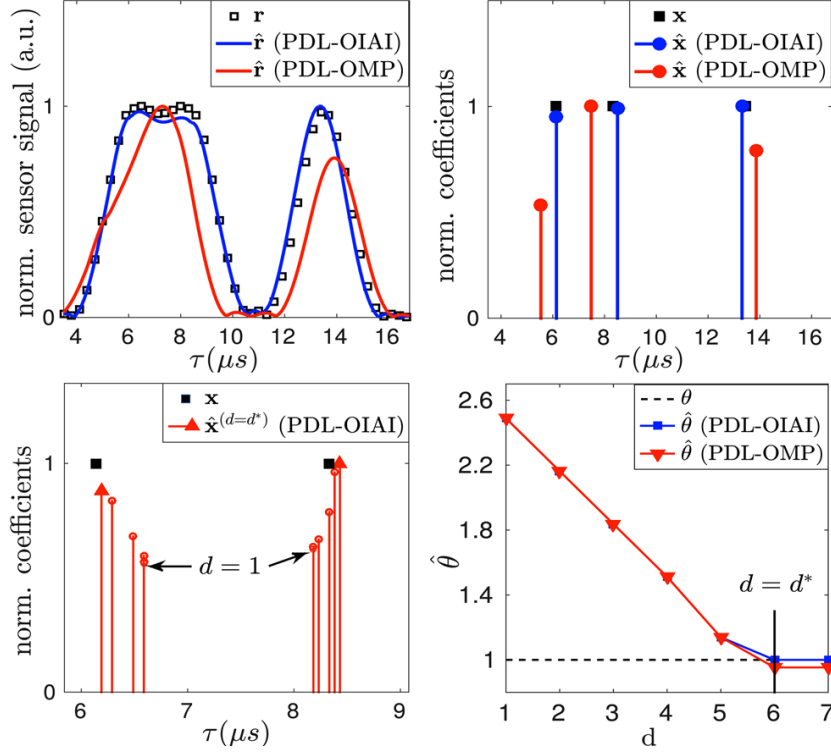 norm. sensor signal (a.u.)
1
0
r
r̂ (PDL-OIAI)
r̂ (PDL-OMP)
4 6 8 10 12 14 16
τ(μs)
norm. coefficients
1
0
x
x̂ (PDL-OIAI)
x̂ (PDL-OMP)
4 6 8 10 12 14 16
τ(μs)
norm. coefficients
1
0
x
x̂^(d=d*) (PDL-OIAI)
d = 1
6 7 8 9
τ(μs)
θ̂
2.6
2.2
1.8
1.4
1
θ
θ̂ (PDL-OIAI)
θ̂ (PDL-OMP)
d = d*
1 2 3 4 5 6 7
d